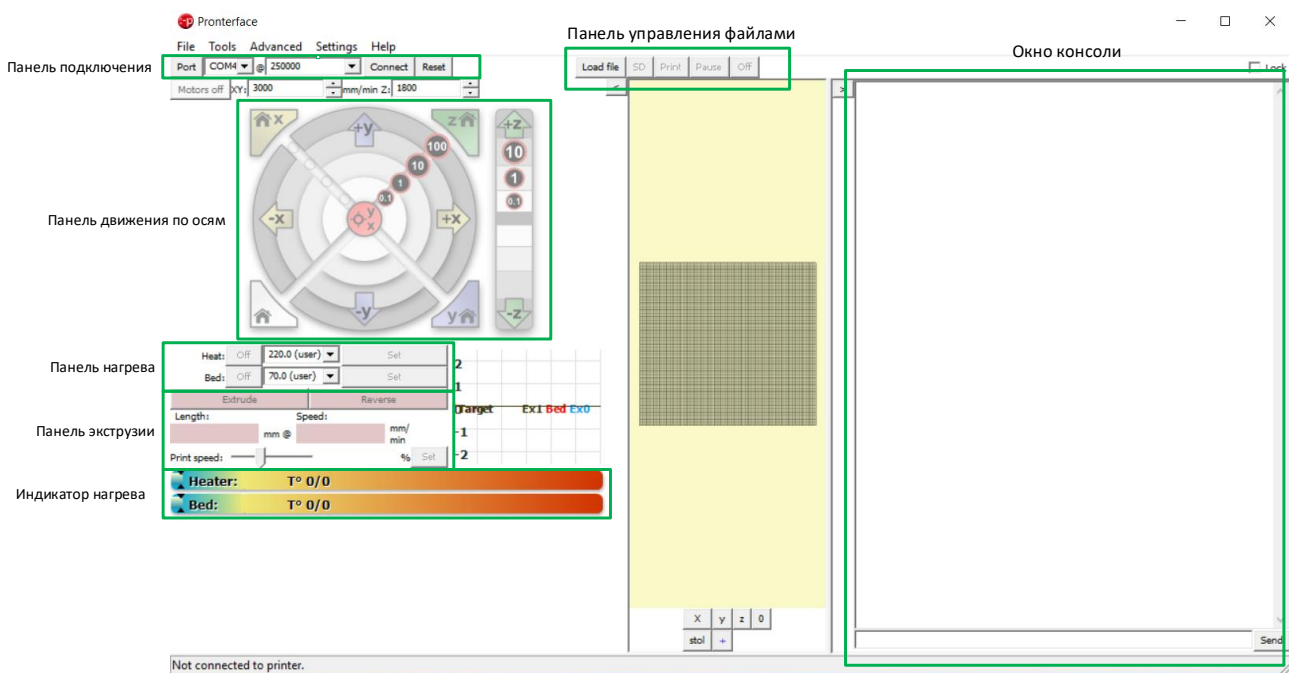 Pronterface
File Tools Advanced Settings Help
Панель управления файлами
Окно консоли
Панель подключения
Port COM4 @ 250000 Connect Reset
Load file SD Print Pause Off
Lock
Motors off XY: 3000 mm/min Z: 1800
< >
x +y z +z
100 10 1 0.1
10
1
0.1
-x y x +x
Панель движения по осям
-y y -z
Панель нагрева
Heat: Off 220.0 (user) Set
Bed: Off 70.0 (user) Set
2
1
0
-1
-2
Target Ex1 Bed Ex0
Панель экструзии
Extrude Reverse
Length: Speed:
mm @ mm/
min
Print speed: % Set
Индикатор нагрева
Heater: T° 0/0
Bed: T° 0/0
X y z 0
stol +
Send
Not connected to printer.